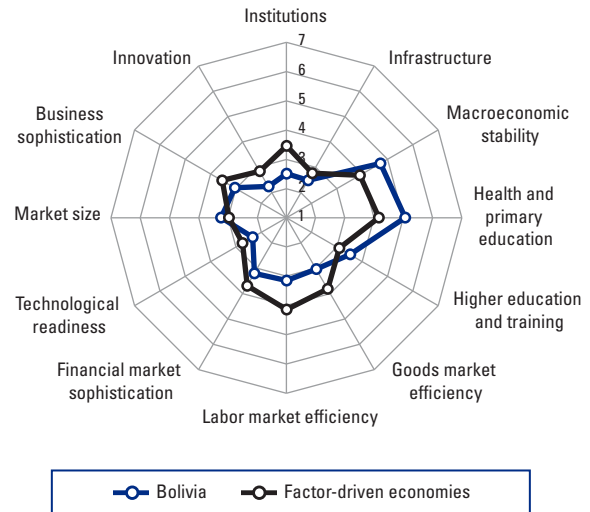 Institutions
7
6
5
4
3
2
1
Infrastructure
Macroeconomic
stability
Health and
primary
education
Higher education
and training
Goods market
efficiency
Labor market efficiency
Financial market
sophistication
Technological
readiness
Market size
Business
sophistication
Innovation
Bolivia
Factor-driven economies